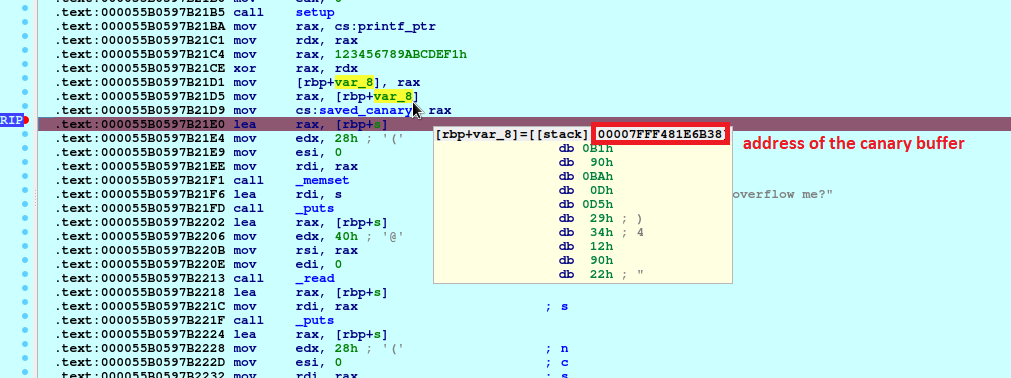 .text:000055B0597B21B5 call setup
.text:000055B0597B21BA mov rax, cs:printf_ptr
.text:000055B0597B21C1 mov rdx, rax
.text:000055B0597B21C4 mov rax, 123456789ABCDEF1h
.text:000055B0597B21CE xor rax, rdx
.text:000055B0597B21D1 mov [rbp+var_8], rax
.text:000055B0597B21D5 mov rax, [rbp+var_8]
.text:000055B0597B21D9 mov cs:saved_canary, rax
RIP .text:000055B0597B21E0 lea rax, [rbp+s]
.text:000055B0597B21E4 mov edx, 28h ; '('
.text:000055B0597B21E9 mov esi, 0
.text:000055B0597B21EE mov rdi, rax
.text:000055B0597B21F1 call _memset
.text:000055B0597B21F6 lea rdi, s
overflow me?"
.text:000055B0597B21FD call _puts
.text:000055B0597B2202 lea rax, [rbp+s]
.text:000055B0597B2206 mov edx, 40h ; '@'
.text:000055B0597B220B mov rsi, rax
.text:000055B0597B220E mov edi, 0
.text:000055B0597B2213 call _read
.text:000055B0597B2218 lea rax, [rbp+s]
.text:000055B0597B221C mov rdi, rax ; s
.text:000055B0597B221F call _puts
.text:000055B0597B2224 lea rax, [rbp+s]
.text:000055B0597B2228 mov edx, 28h ; '(' ; n
.text:000055B0597B222D mov esi, 0 ; c
.text:000055B0597B2232 mov rdi, rax ; s
[rbp+var_8]=[[stack] 00007FFF481E6B38]
db 0B1h
db 90h
db 0BAh
db 0Dh
db 0D5h
db 29h ; )
db 34h ; 4
db 12h
db 90h
db 22h ; "
address of the canary buffer